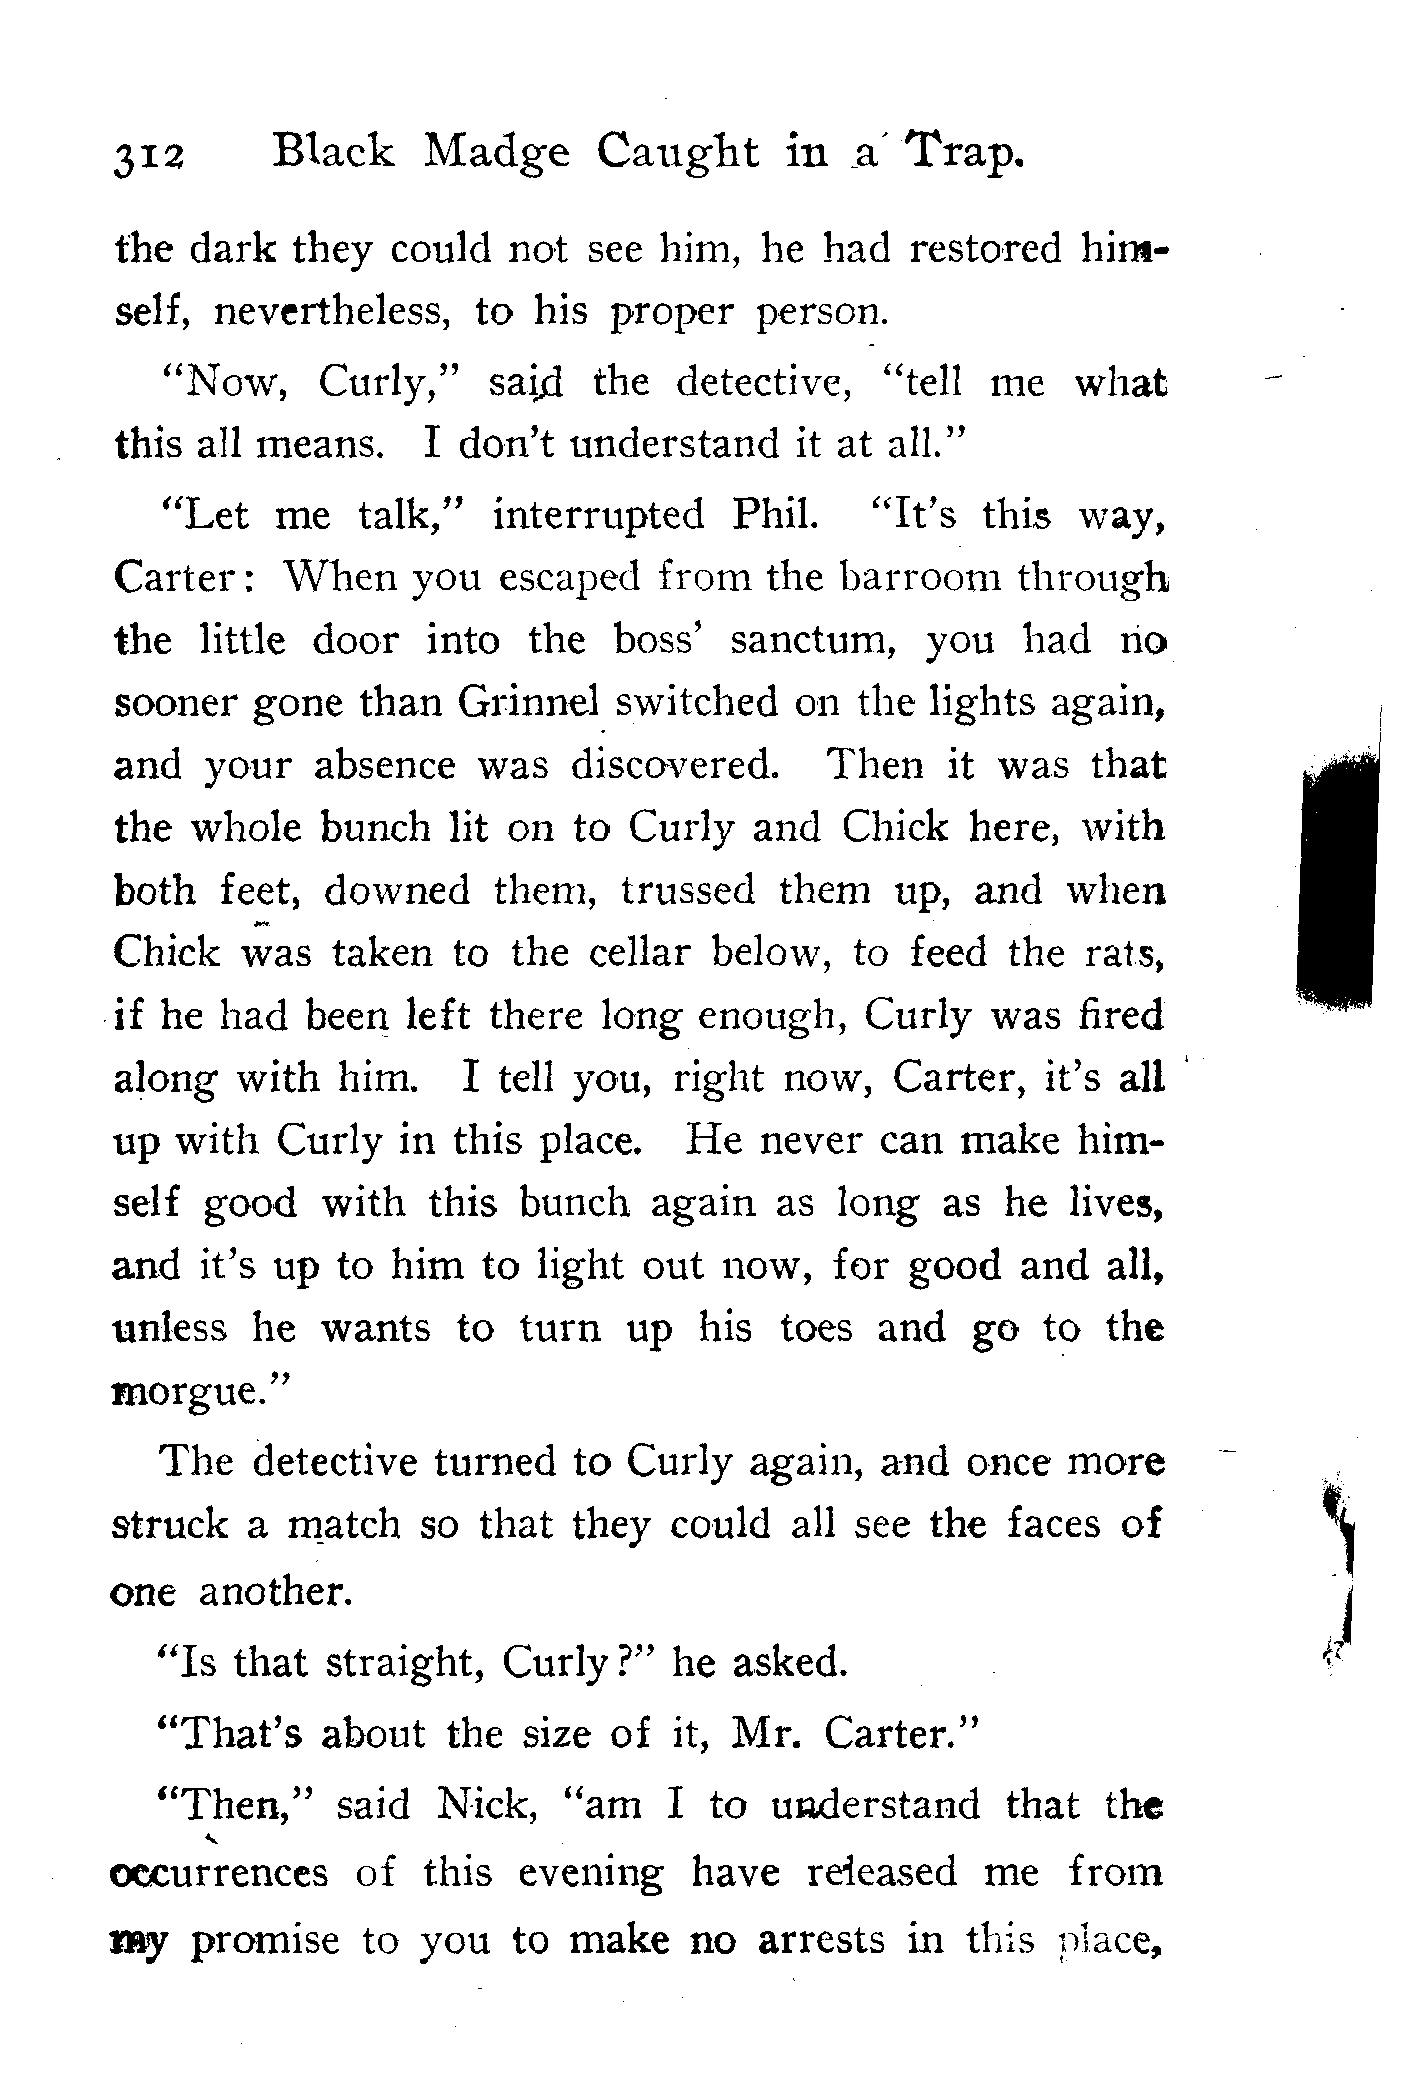 312 Black Madge Caught in a Trap.
the dark they could not see him, he had restored him-
self, nevertheless, to his proper person.
“Now, Curly,” said the detective, “tell me what
this all means. I don’t understand it at all.”
“Let me talk,” interrupted Phil. “It’s this way,
Carter: When you escaped from the barroom through
the little door into the boss’ sanctum, you had no
sooner gone than Grinnel switched on the lights again,
and your absence was discovered. Then it was that
the whole bunch lit on to Curly and Chick here, with
both feet, downed them, trussed them up, and when
Chick was taken to the cellar below, to feed the rats,
if he had been left there long enough, Curly was fired
along with him. I tell you, right now, Carter, it’s all
up with Curly in this place. He never can make him-
self good with this bunch again as long as he lives,
and it’s up to him to light out now, for good and all,
unless he wants to turn up his toes and go to the
morgue.”
The detective turned to Curly again, and once more
struck a match so that they could all see the faces of
one another.
“Is that straight, Curly?” he asked.
“That’s about the size of it, Mr. Carter.”
“Then,” said Nick, “am I to understand that the
occurrences of this evening have released me from
my promise to you to make no arrests in this place,